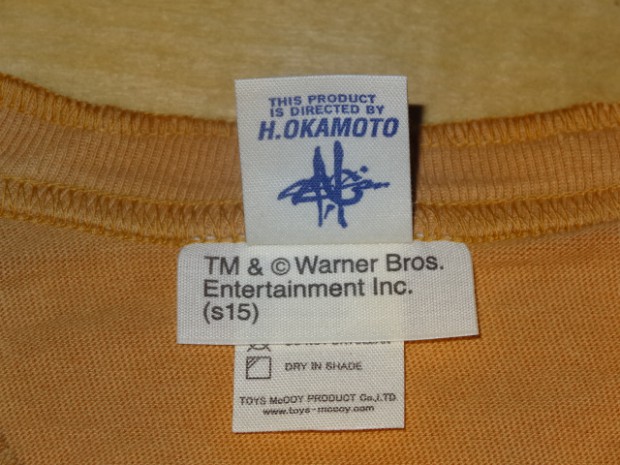 THIS PRODUCT
IS DIRECTED BY
H.OKAMOTO
TM & © Warner Bros.
Entertainment Inc.
(s15)
DRY IN SHADE
TOYS McCOY PRODUCT Co.,LTD
www.toys-mccoy.com